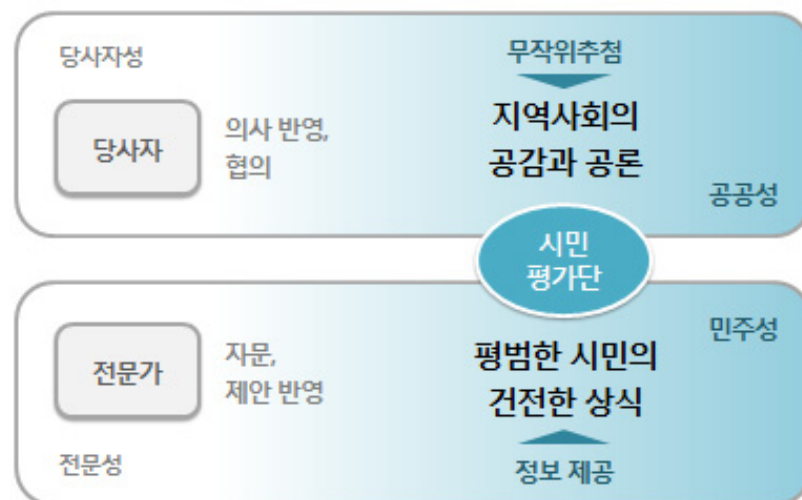 당사자성
당사자
의사 반영,
협의
무작위추첨
지역사회의
공감과 공론
공공성
시민
평가단
민주성
전문가
자문,
제안 반영
평범한 시민의
건전한 상식
전문성
정보 제공